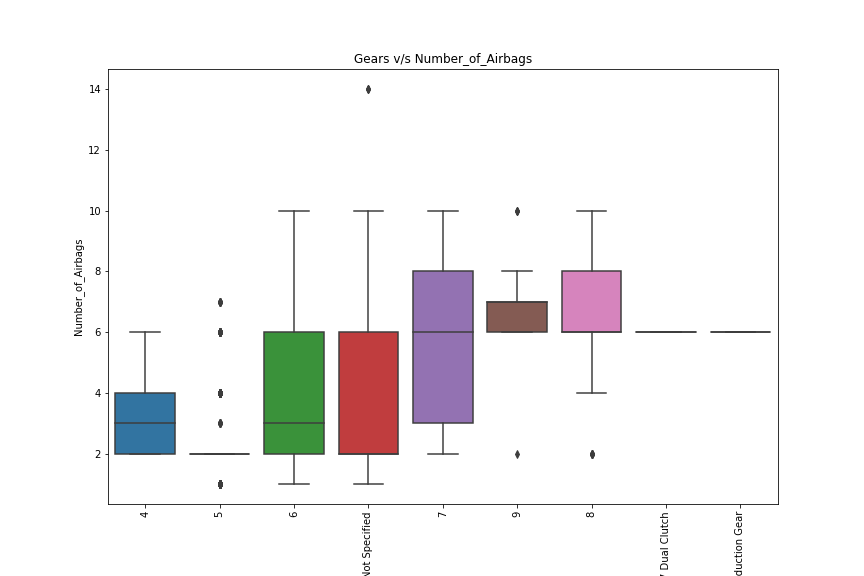 Gears v/s Number_of_Airbags
Number_of_Airbags
14
12
10
8
6
4
2
4
5
6
Not Specified
7
9
8
7 Dual Clutch
duction Gear